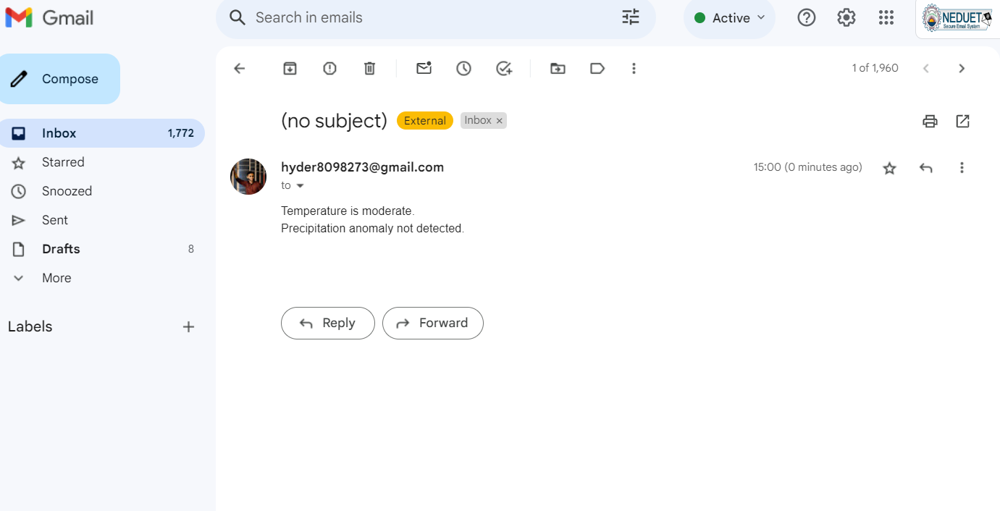 Gmail
Search in emails
Active
NEDUET
Secure Email System
Compose
1 of 1,960
(no subject) External Inbox ×
Inbox 1,772
Starred
Snoozed
Sent
Drafts 8
More
Labels
hyder8098273@gmail.com
15:00 (0 minutes ago)
to
Temperature is moderate.
Precipitation anomaly not detected.
Reply
Forward